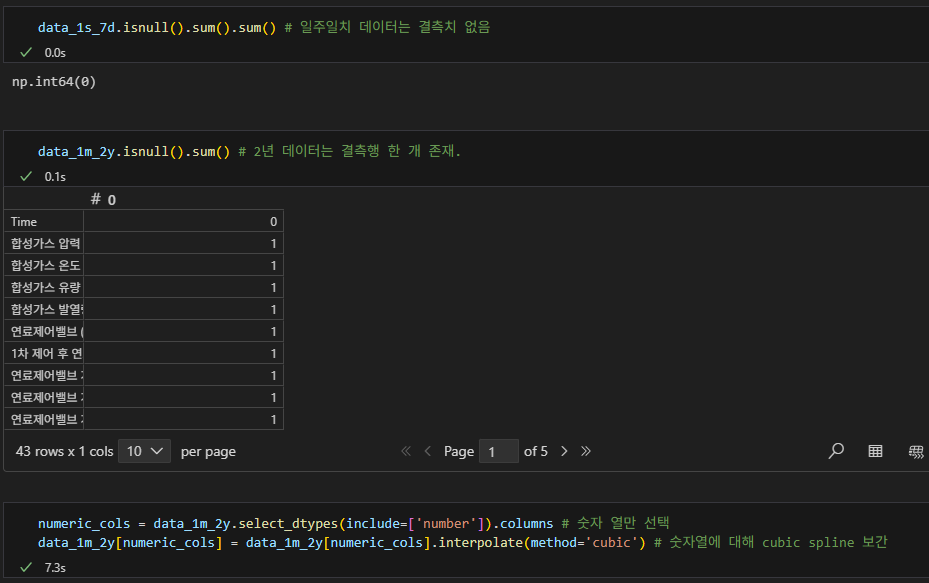 data_1s_7d.isnull().sum().sum() # 일주일치 데이터는 결측치 없음
0.0s
np.int64(0)
data_1m_2y.isnull().sum() # 2년 데이터는 결측행 한 개 존재.
0.1s
# 0
Time 0
합성가스 압력 1
합성가스 온도 1
합성가스 유량 1
합성가스 1
연료제어밸브 ( 1
1차 제어 후 연 1
연료제어밸브 1
연료제어밸브 1
연료제어밸브 1
43 rows x 1 cols 10 per page « < Page 1 of 5 > »
numeric_cols = data_1m_2y.select_dtypes(include=['number']).columns # 숫자 열만 선택
data_1m_2y[numeric_cols] = data_1m_2y[numeric_cols].interpolate(method='cubic') # 숫자열에 대해 cubic spline 보간
7.3s